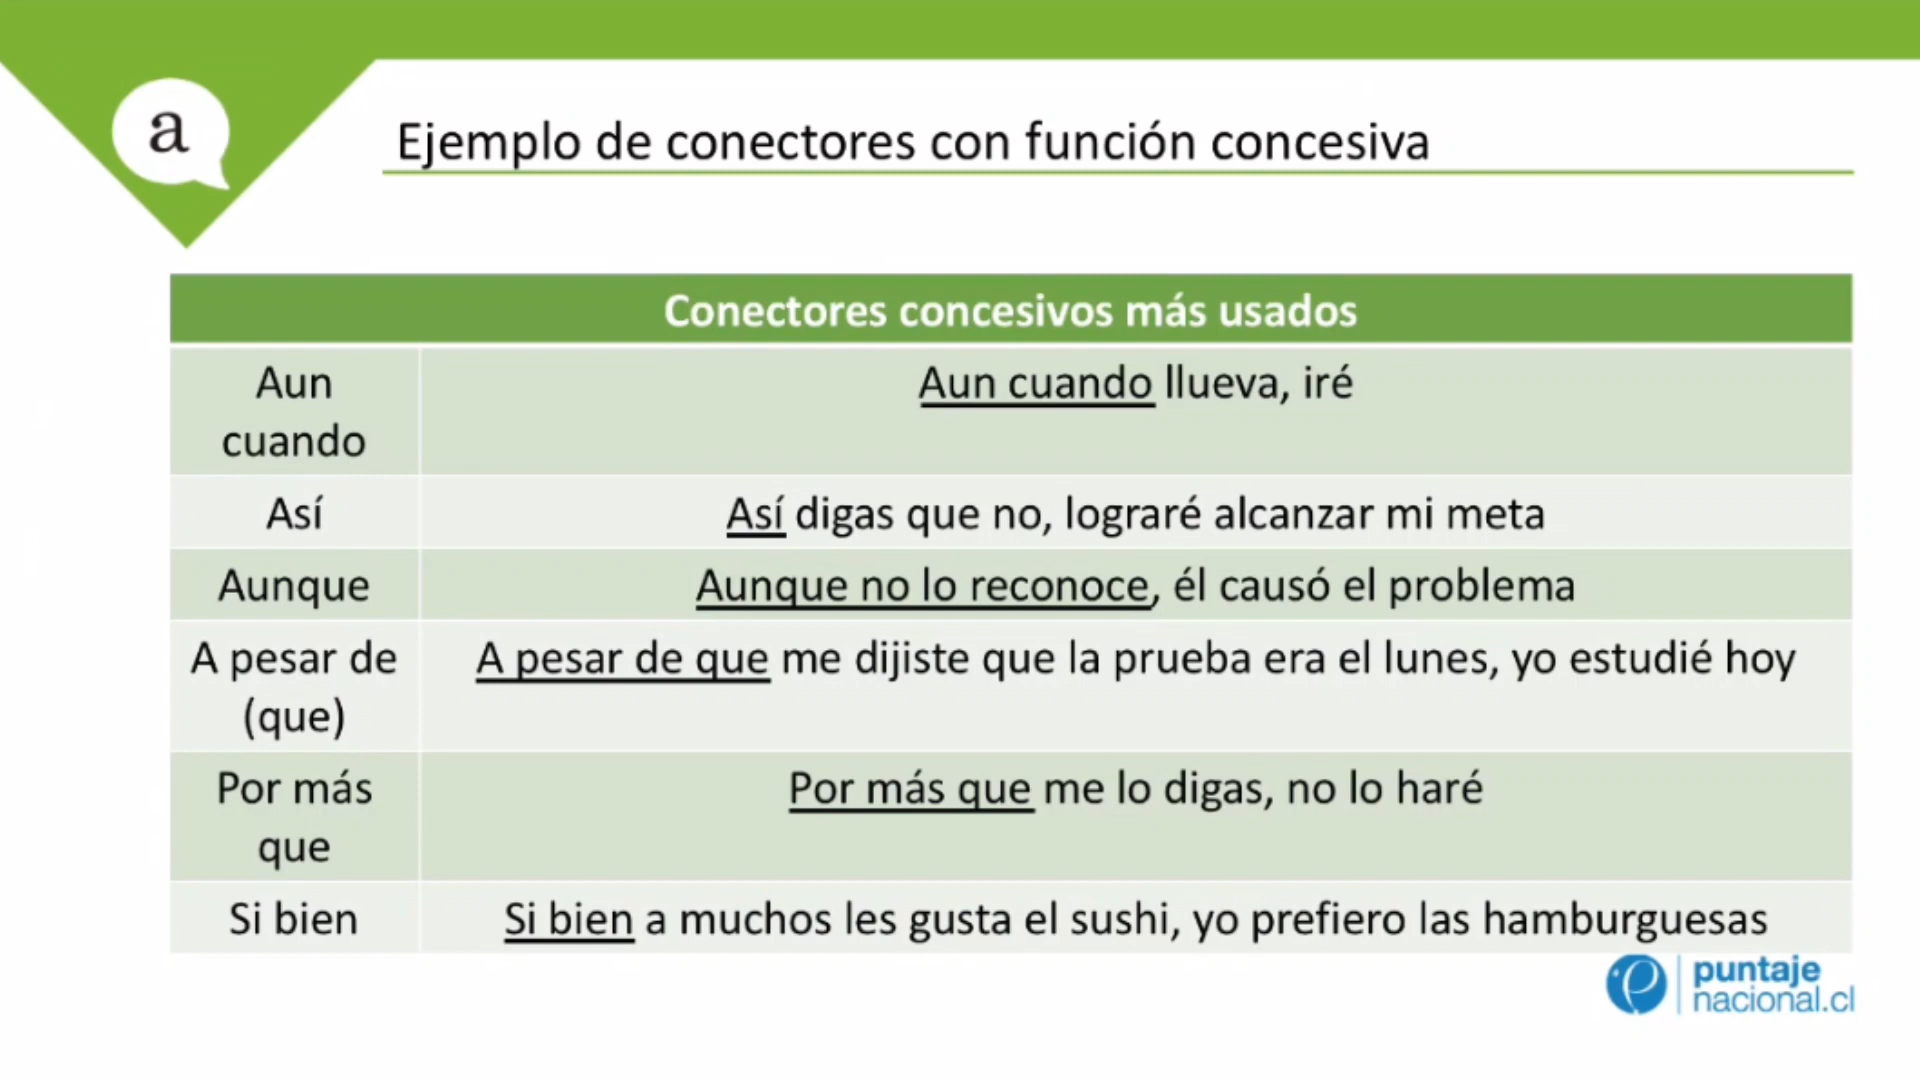 a
Ejemplo de conectores con función concesiva
Conectores concesivos más usados
Aun
cuando
Aun cuando llueva, iré
Así
Así digas que no, lograré alcanzar mi meta
Aunque
Aunque no lo reconoce, él causó el problema
A pesar de
(que)
A pesar de que me dijiste que la prueba era el lunes, yo estudié hoy
Por más
que
Por más que me lo digas, no lo haré
Si bien
Si bien a muchos les gusta el sushi, yo prefiero las hamburguesas
puntaje
nacional.cl